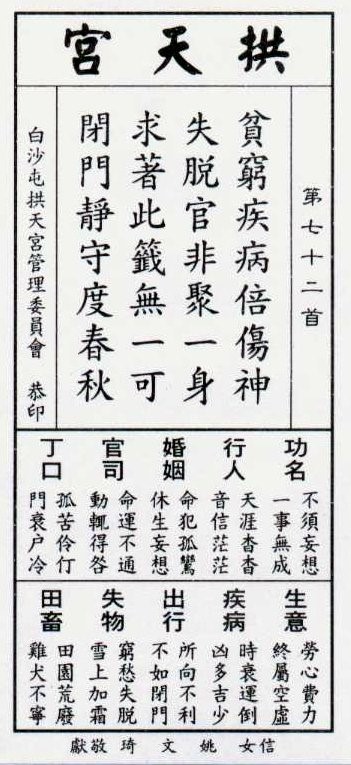 拱天宮
第七十二首
貧窮疾病倍傷神
失脫官非聚一身
求著此籤無一可
閉門靜守度春秋
白沙屯拱天宮管理委員會　恭印
功名
不須妄想
一事無成
行人
天涯杳杳
音信茫茫
婚姻
命犯孤鸞
休生妄想
官司
命運不通
動輒得咎
丁口
孤苦伶仃
門衰户冷
生意
勞心費力
終屬空虛
疾病
時衰運倒
凶多吉少
出行
所向不利
不如閉門
失物
窮愁失脫
雪上加霜
田畜
田園荒廢
雞犬不寧
信女　姚　文　琦　敬獻